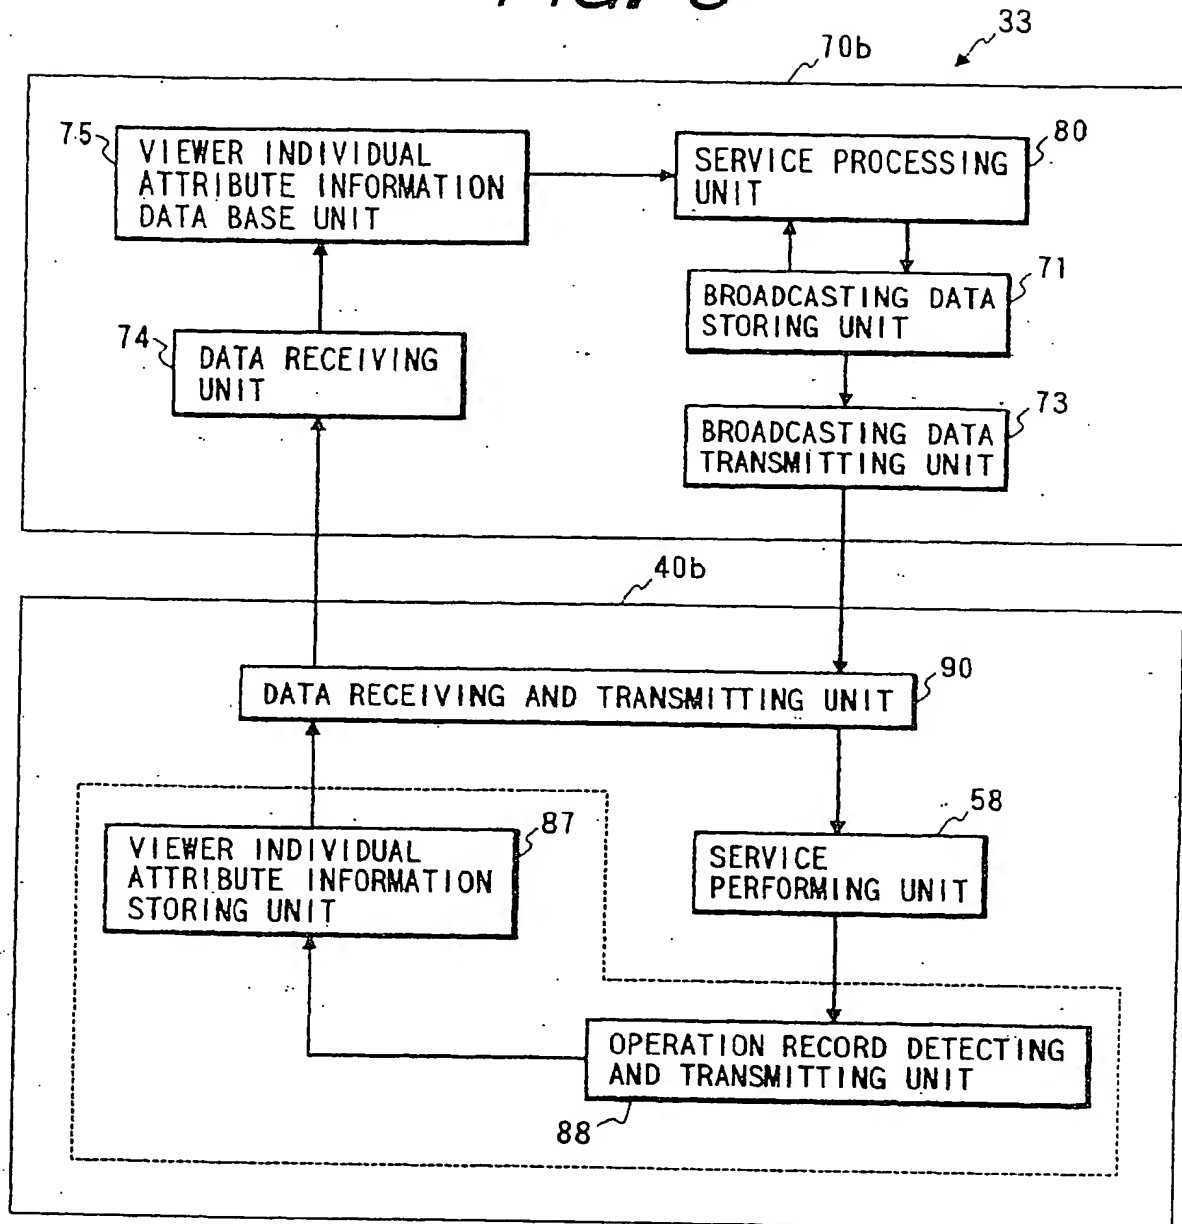 33
70b
75
VIEWER INDIVIDUAL
ATTRIBUTE INFORMATION
DATA BASE UNIT
SERVICE PROCESSING
UNIT
80
BROADCASTING DATA
STORING UNIT
71
74
DATA RECEIVING
UNIT
BROADCASTING DATA
TRANSMITTING UNIT
73
40b
DATA RECEIVING AND TRANSMITTING UNIT
90
VIEWER INDIVIDUAL
ATTRIBUTE INFORMATION
STORING UNIT
87
SERVICE
PERFORMING UNIT
58
OPERATION RECORD DETECTING
AND TRANSMITTING UNIT
88